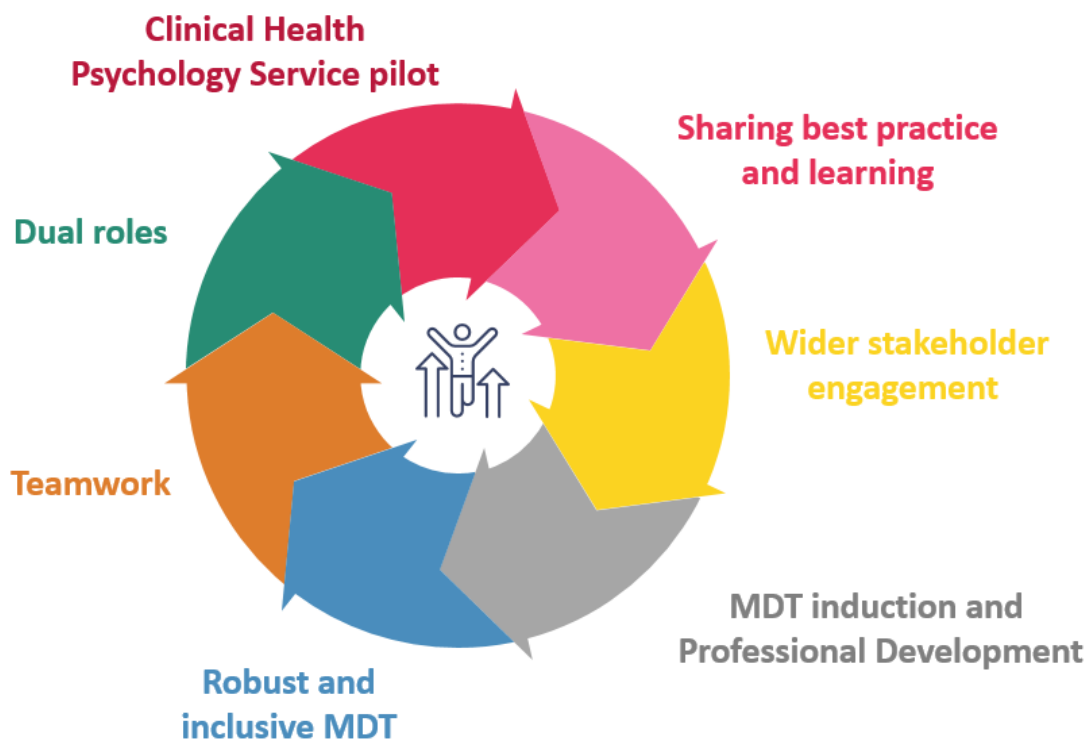 Clinical Health
Psychology Service pilot
Sharing best practice
and learning
Wider stakeholder
engagement
MDT induction and
Professional Development
Robust and
inclusive MDT
Teamwork
Dual roles